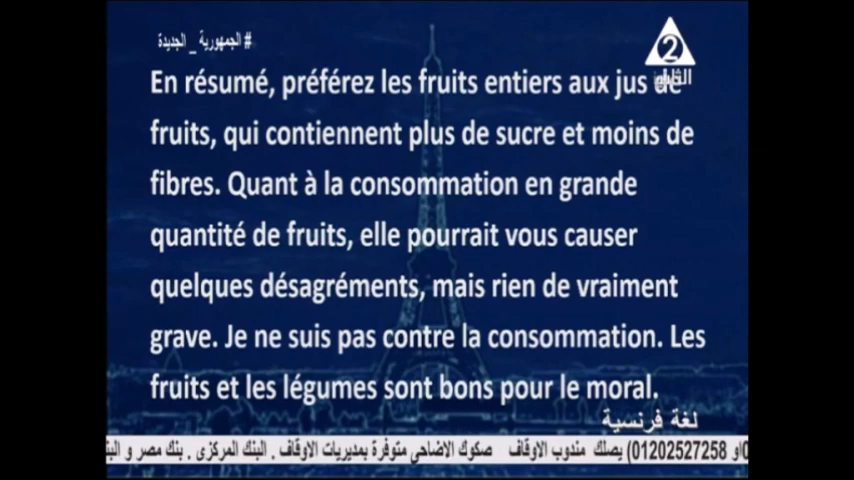 # الجمهورية _ الجديدة
2
En résumé, préférez les fruits entiers aux jus de
fruits, qui contiennent plus de sucre et moins de
fibres. Quant à la consommation en grande
quantité de fruits, elle pourrait vous causer
quelques désagréments, mais rien de vraiment
grave. Je ne suis pas contre la consommation. Les
fruits et les légumes sont bons pour le moral.
لغة فرنسية
او 01202527258) يصلك مندوب الاوقاف صكوك الاضاحى متوفرة بمديريات الاوقاف , البنك المركزى , بنك مصر و